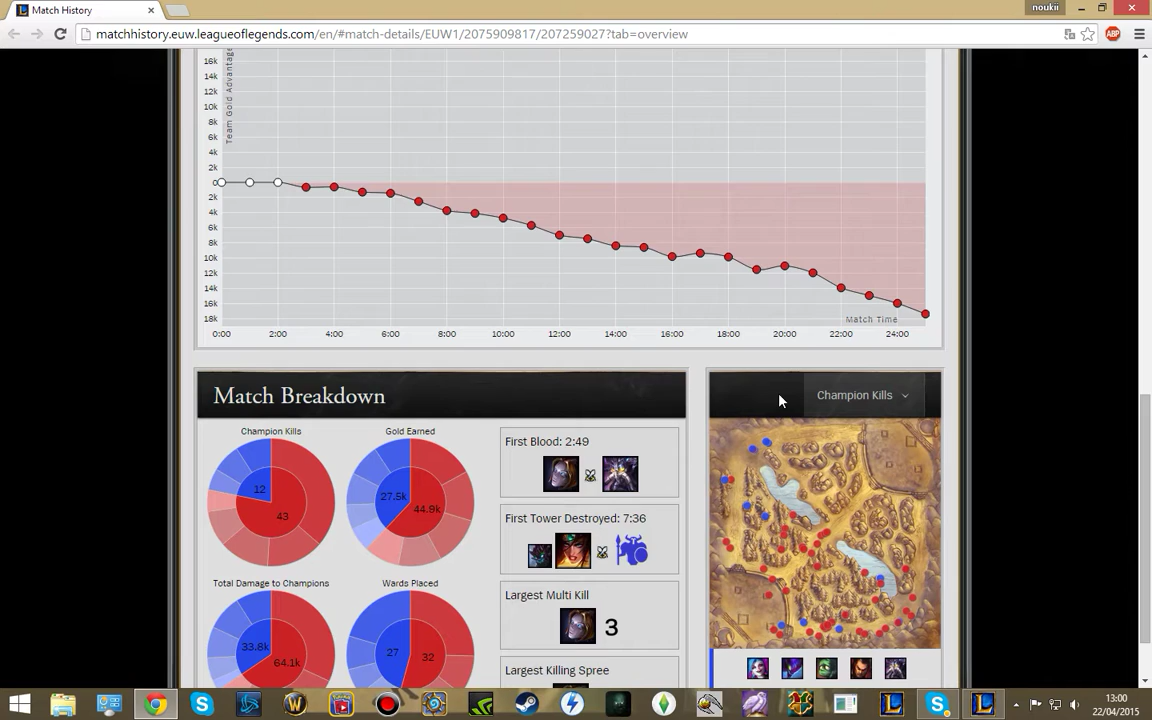 noukii
Match History
matchhistory.euw.leagueoflegends.com/en/#match-details/EUW1/2075909817/207259027?tab=overview
ABP
Team Gold Advantage
16k
14k
12k
10k
8k
6k
4k
2k
0
2k
4k
6k
8k
10k
12k
14k
16k
18k
0:00 2:00 4:00 6:00 8:00 10:00 12:00 14:00 16:00 18:00 20:00 22:00 24:00
Match Time
Match Breakdown
Champion Kills
Champion Kills
12
43
Gold Earned
27.5k
44.9k
Total Damage to Champions
33.8k
64.1k
Wards Placed
27
32
First Blood: 2:49
First Tower Destroyed: 7:36
Largest Multi Kill
3
Largest Killing Spree
13:00
22/04/2015